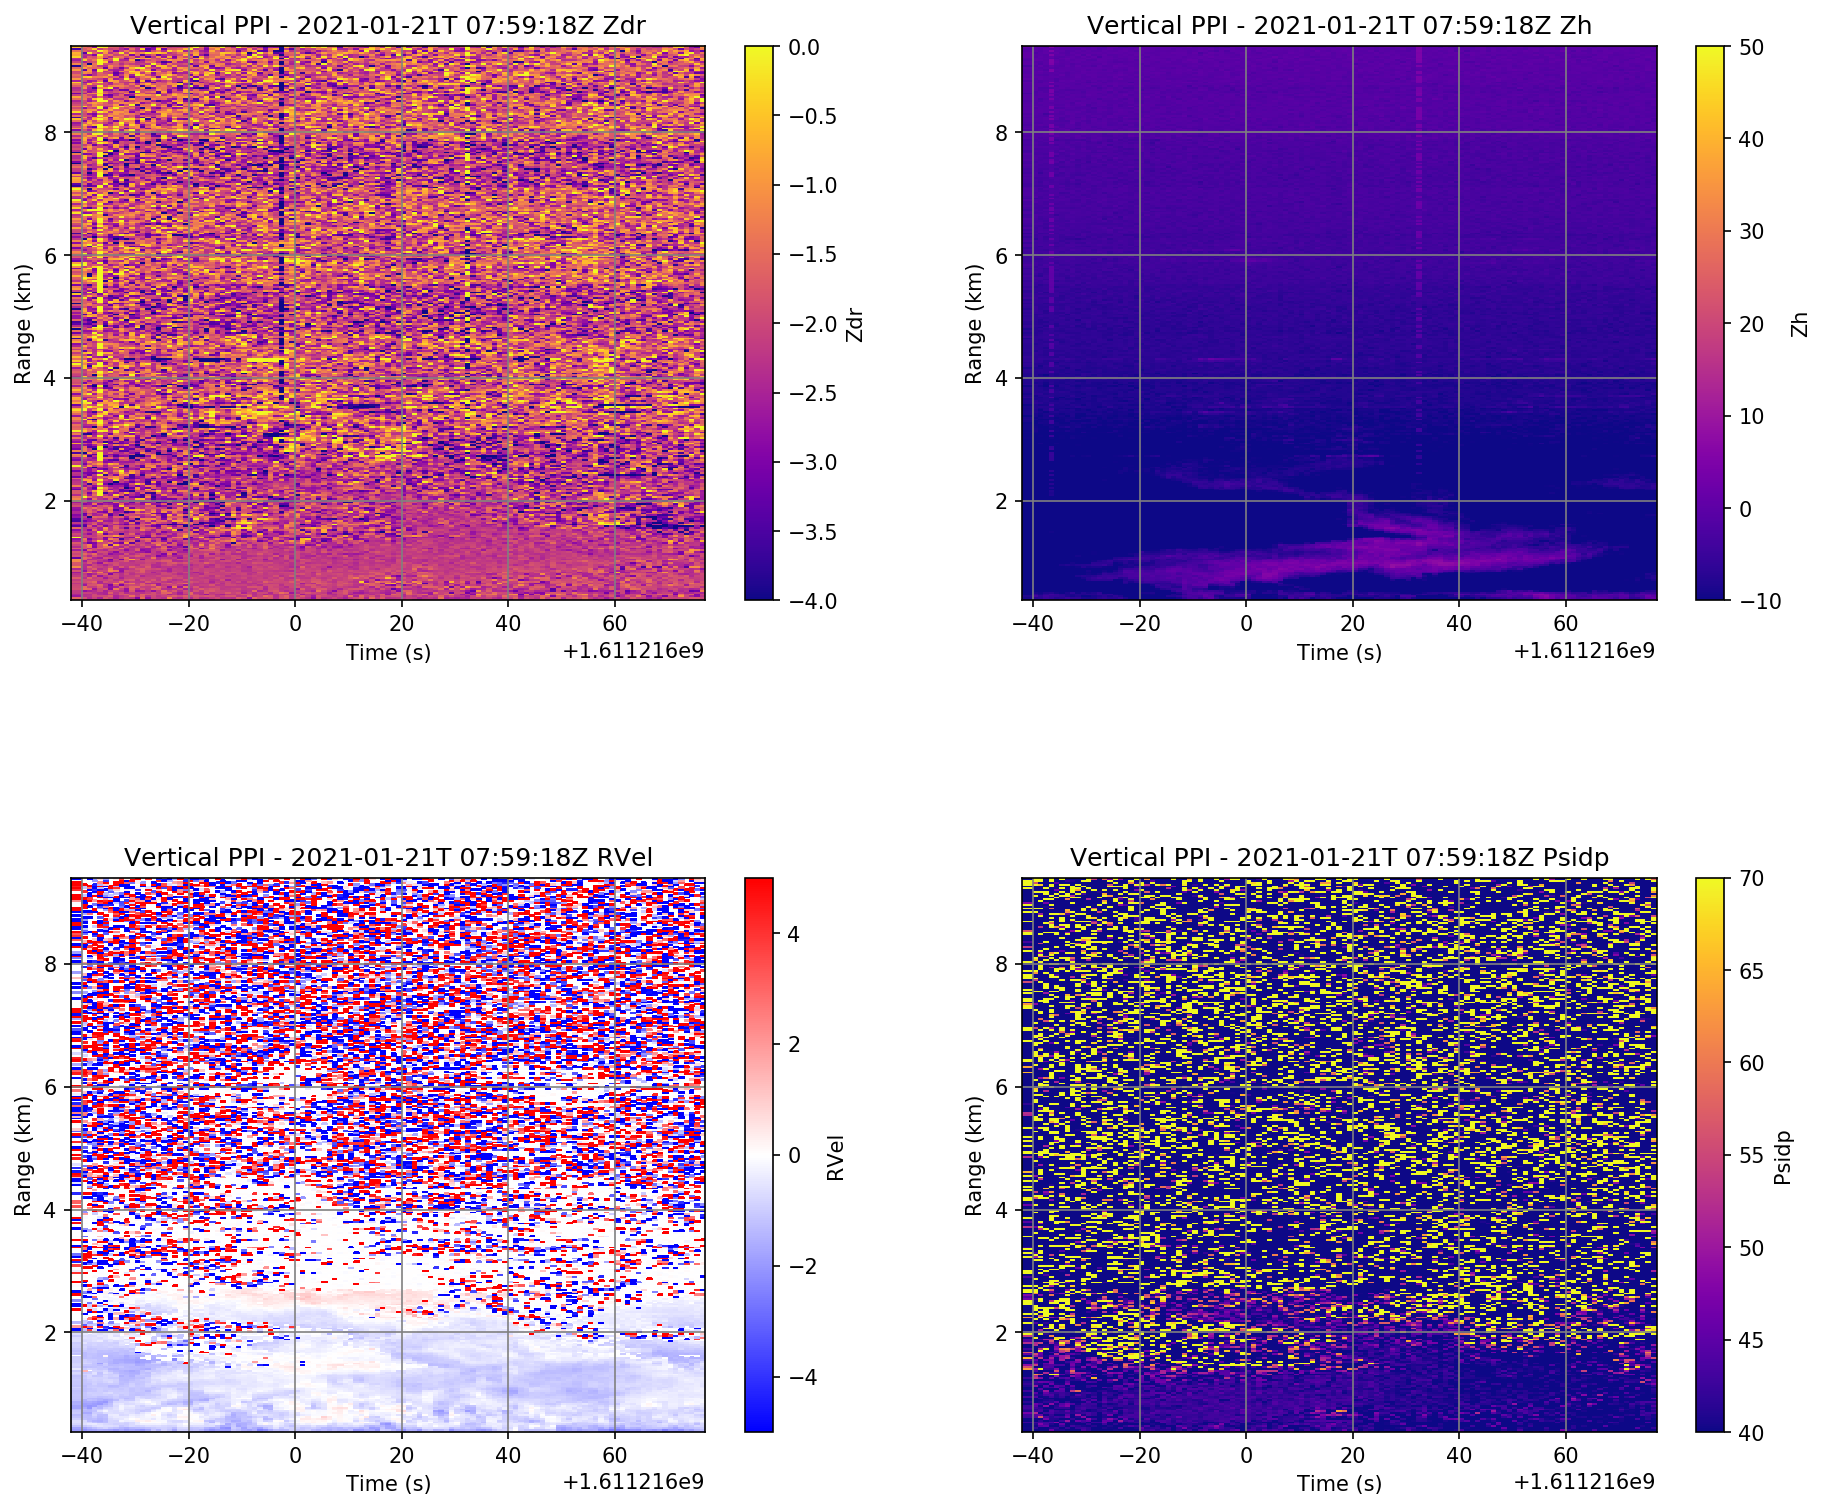 Vertical PPI - 2021-01-21T 07:59:18Z Zdr
Range (km)
8
6
4
2
−40 −20 0 20 40 60
Time (s)
+1.611216e9
0.0
−0.5
−1.0
−1.5
−2.0
−2.5
−3.0
−3.5
−4.0
Zdr
Vertical PPI - 2021-01-21T 07:59:18Z Zh
Range (km)
8
6
4
2
−40 −20 0 20 40 60
Time (s)
+1.611216e9
50
40
30
20
10
0
−10
Zh
Vertical PPI - 2021-01-21T 07:59:18Z RVel
Range (km)
8
6
4
2
−40 −20 0 20 40 60
Time (s)
+1.611216e9
4
2
0
−2
−4
RVel
Vertical PPI - 2021-01-21T 07:59:18Z Psidp
Range (km)
8
6
4
2
−40 −20 0 20 40 60
Time (s)
+1.611216e9
70
65
60
55
50
45
40
Psidp